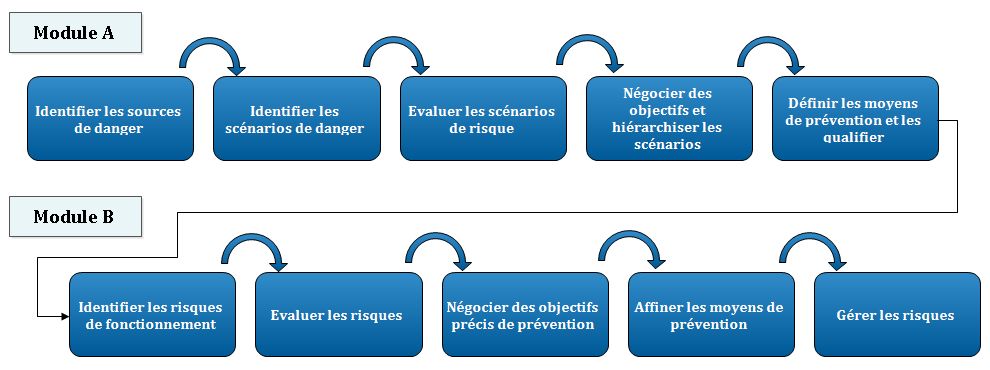 Module A
Identifier les sources
de danger
Identifier les
scénarios de danger
Evaluer les scénarios
de risque
Négocier des
objectifs et
hiérarchiser les
scénarios
Définir les moyens
de prévention et les
qualifier
Module B
Identifier les risques
de fonctionnement
Evaluer les risques
Négocier des objectifs
précis de prévention
Affiner les moyens de
prévention
Gérer les risques